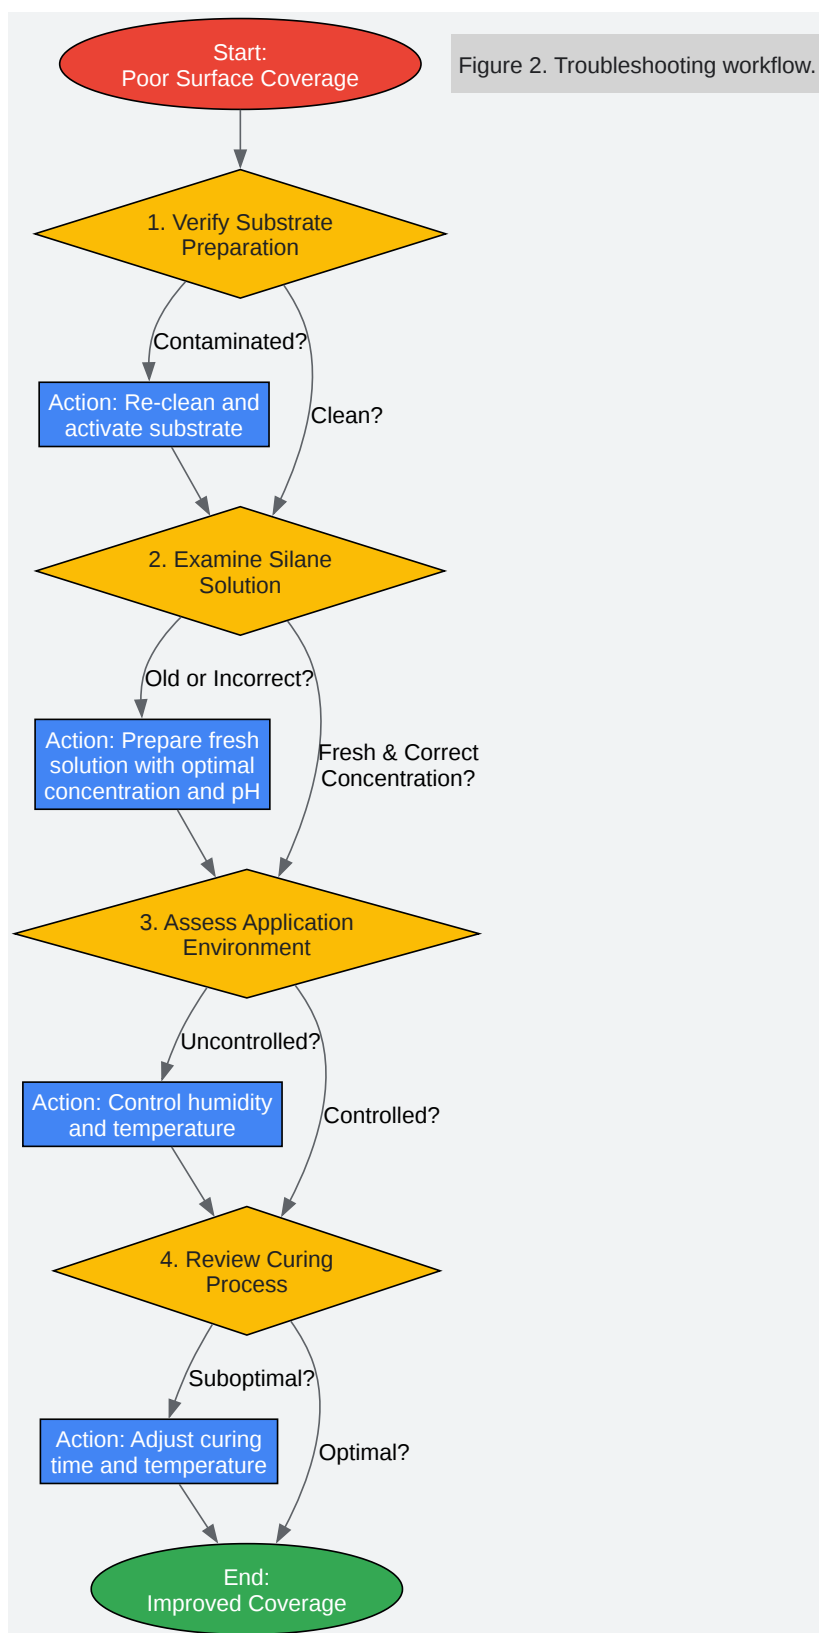 Start:
Poor Surface Coverage
Figure 2. Troubleshooting workflow.
1. Verify Substrate
Preparation
Contaminated?
Action: Re-clean and
activate substrate
Clean?
2. Examine Silane
Solution
Old or Incorrect?
Action: Prepare fresh
solution with optimal
concentration and pH
Fresh & Correct
Concentration?
3. Assess Application
Environment
Uncontrolled?
Action: Control humidity
and temperature
Controlled?
4. Review Curing
Process
Suboptimal?
Action: Adjust curing
time and temperature
Optimal?
End:
Improved Coverage